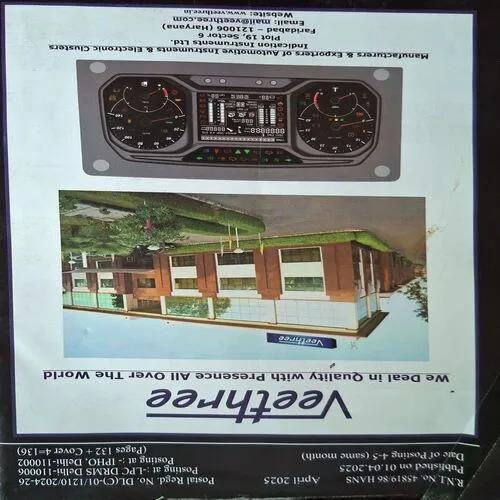 R.N.I. No. 45819/86 HANS
Published on 01.04.2025
Date of Posting 4-5 (same month)
April 2025
Postal Regd. No. DL(C)-01/1210/2024-26
Posting :-LPC DRMS Delhi-110006
Posting at :- IPHO, Delhi-110002
(Pages 132 + Cover 4=136)
Veethree
We Deal in Quality with Presence All Over The World
Veethree
Manufacturers & Exporters of Automotive Instruments & Electronic Clusters
Indication Instruments Ltd.
Plot 19, Sector 6
Faridabad – 121006 (Haryana)
Email: mail@veethree.com
Website: www.veethree.in